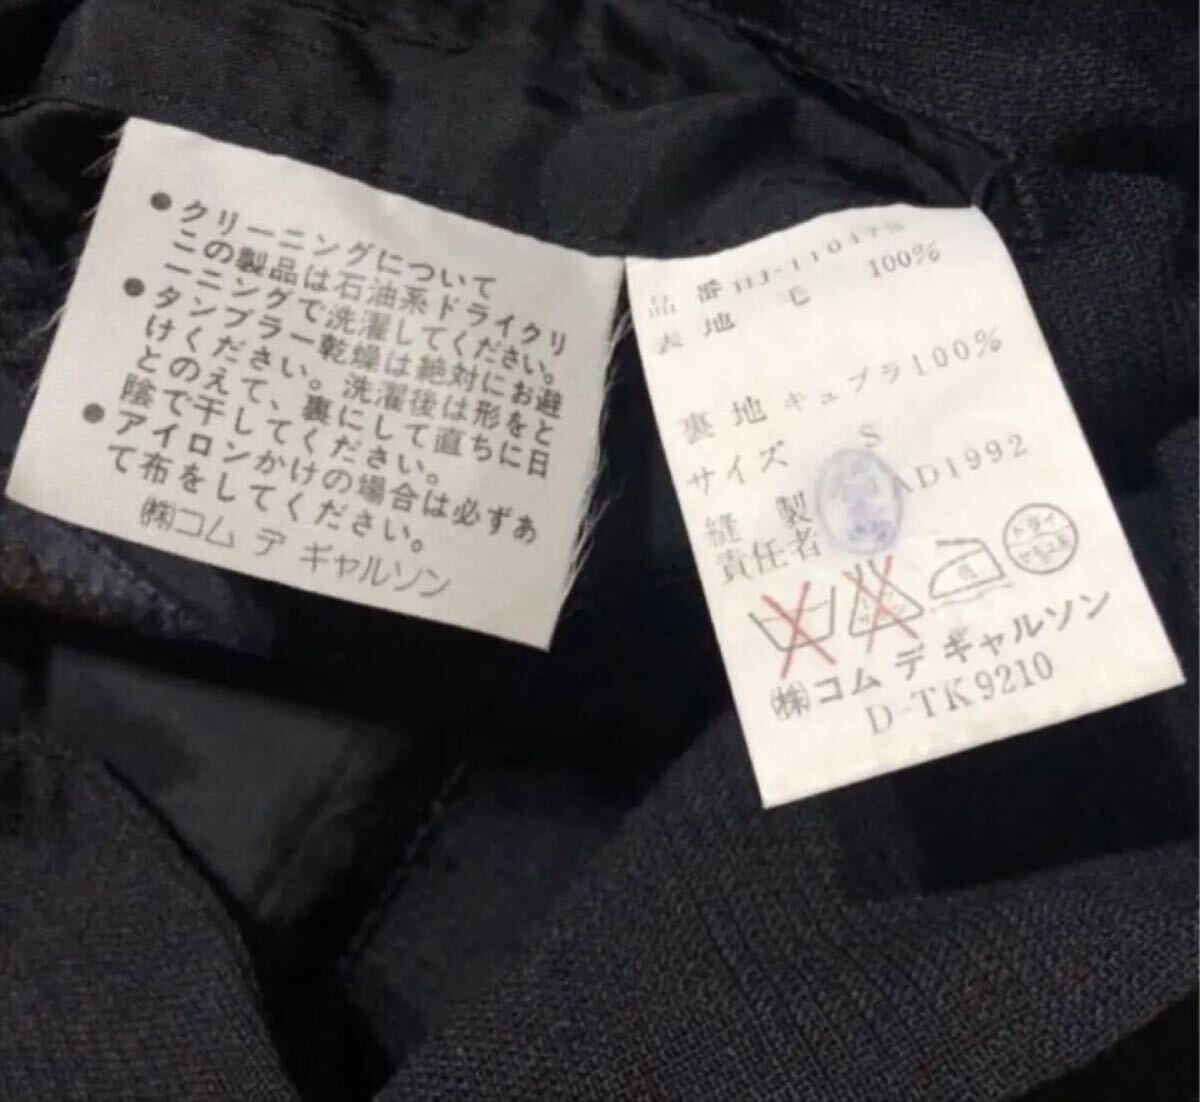 ● クリーニングについて
この製品は石油系ドライクリ
ーニングで洗濯してください。
● タンブラー乾燥は絶対にお避
けください。洗濯後は形をと
とのえて、裏にして直ちに日
陰で干してください。
● アイロンかけの場合は必ずあ
て布をしてください。
㈱コム デ ギャルソン
品番 HJ-11047S
表地 毛 100%
裏地 キュプラ100%
サイズ S
縫製 AD1992
責任者
ドライ
セキユ系
㈱コム デ ギャルソン
D-TK9210